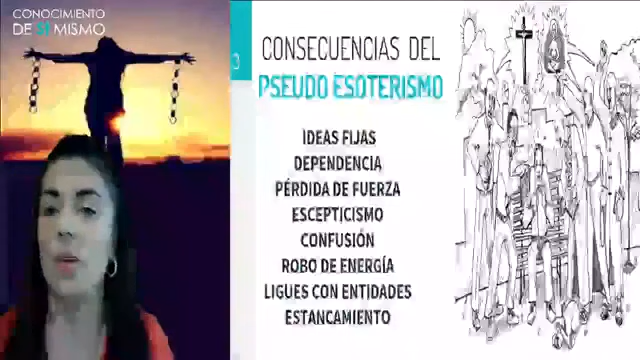 CONOCIMIENTO
DE SÍ MISMO
CONSECUENCIAS DEL
PSEUDO ESOTERISMO
IDEAS FIJAS
DEPENDENCIA
PÉRDIDA DE FUERZA
ESCEPTICISMO
CONFUSIÓN
ROBO DE ENERGÍA
LIGUES CON ENTIDADES
ESTANCAMIENTO